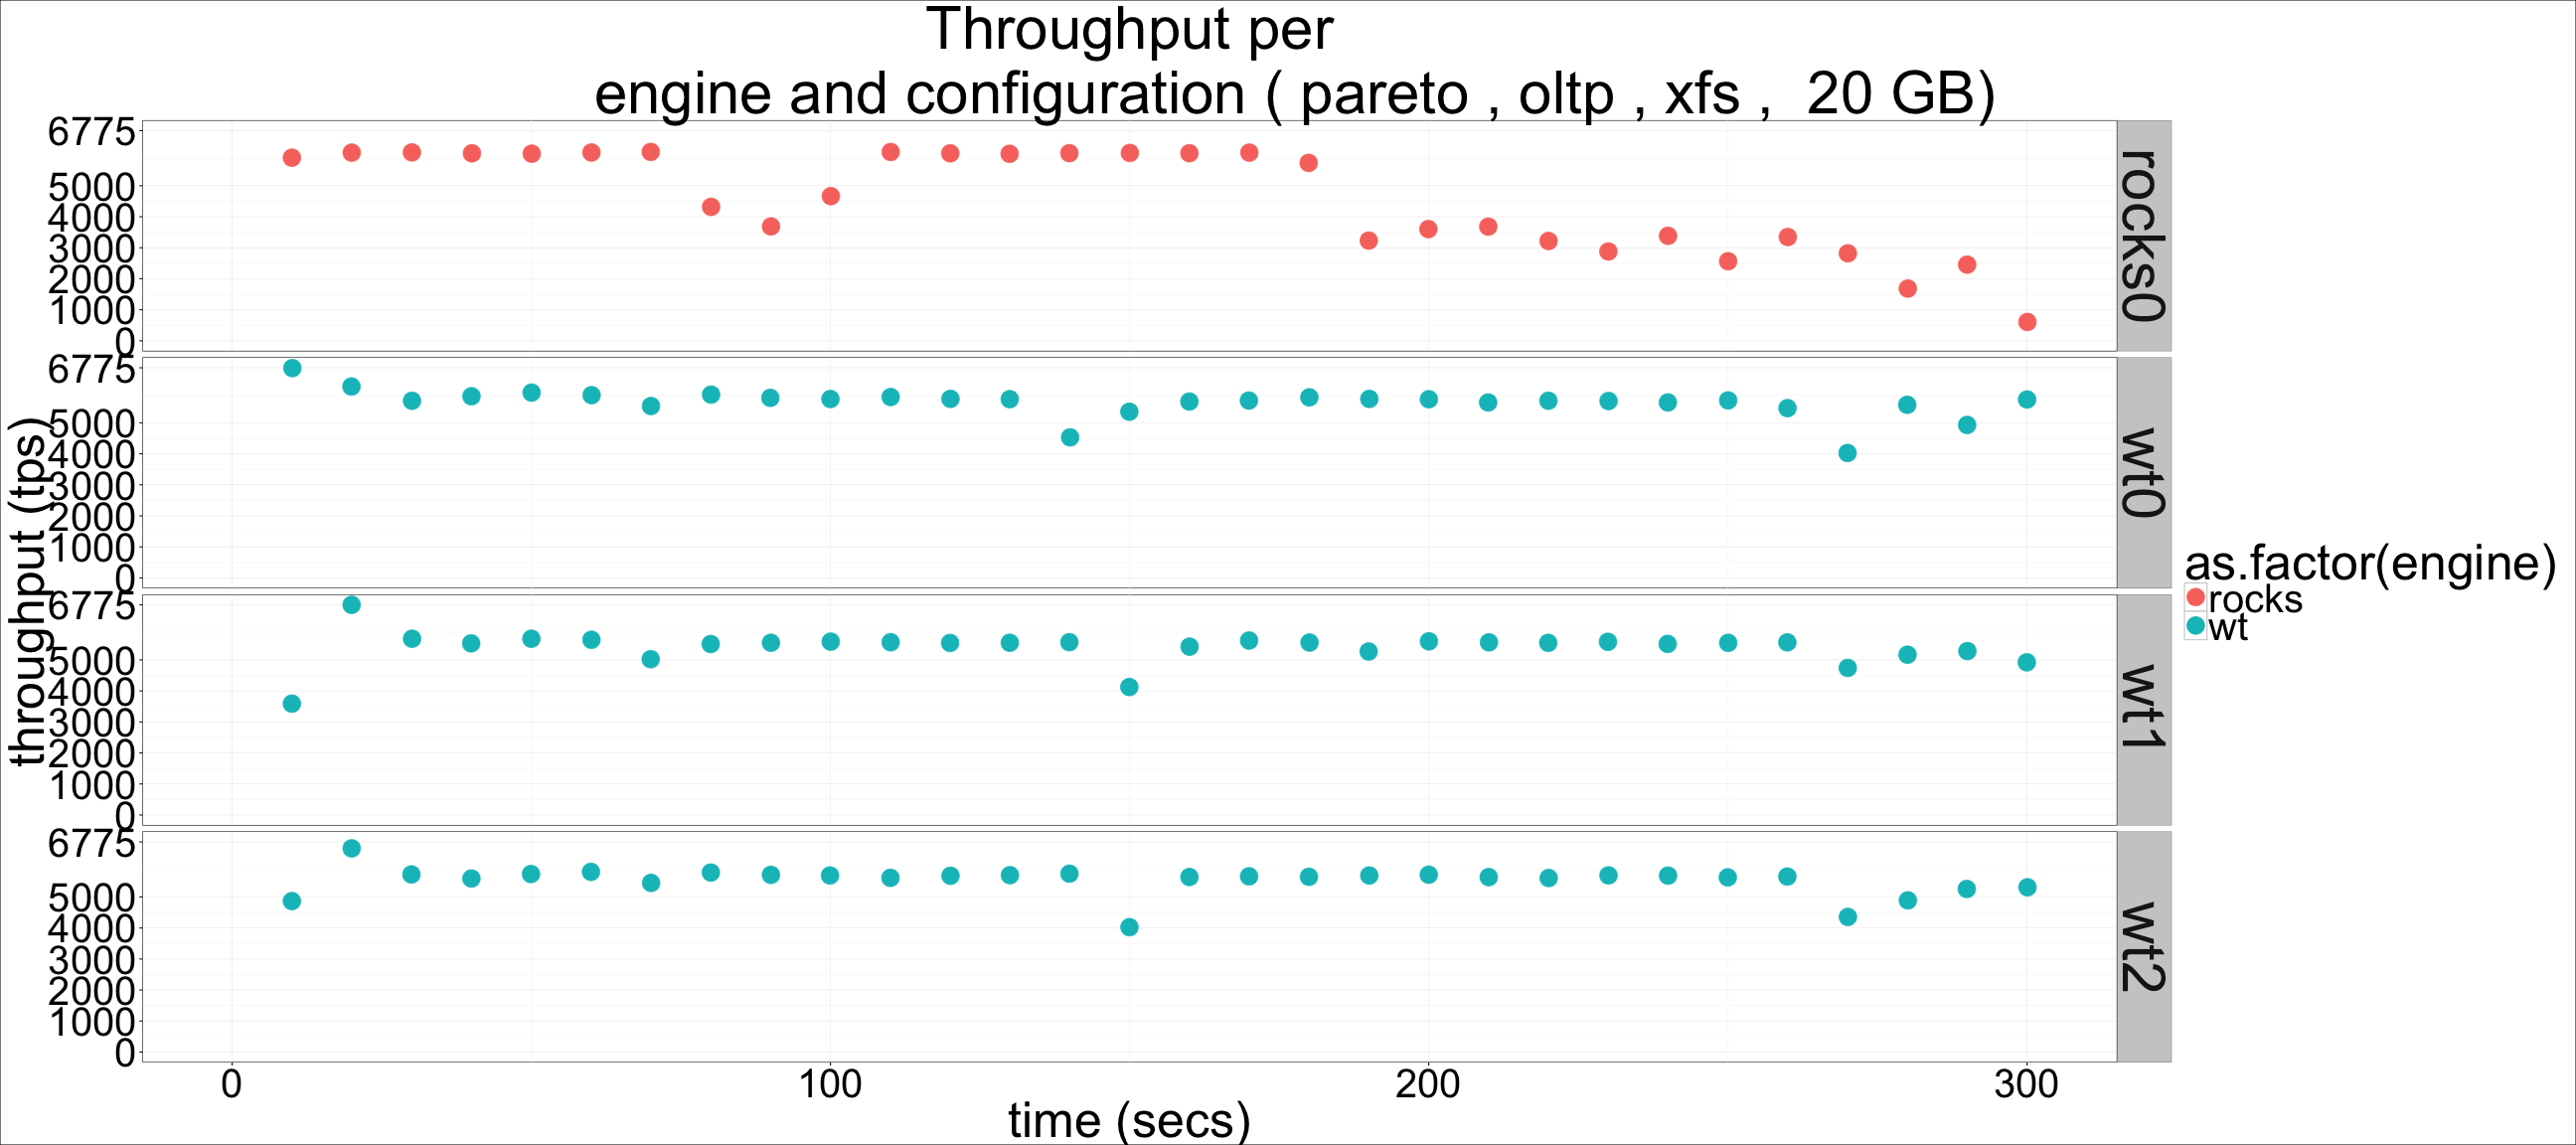 Throughput per
engine and configuration ( pareto , oltp , xfs ,  20 GB)
throughput (tps)
6775
5000
4000
3000
2000
1000
0
rocks0
6775
5000
4000
3000
2000
1000
0
wt0
6775
5000
4000
3000
2000
1000
0
wt1
6775
5000
4000
3000
2000
1000
0
wt2
0 100 200 300
time (secs)
as.factor(engine)
rocks
wt